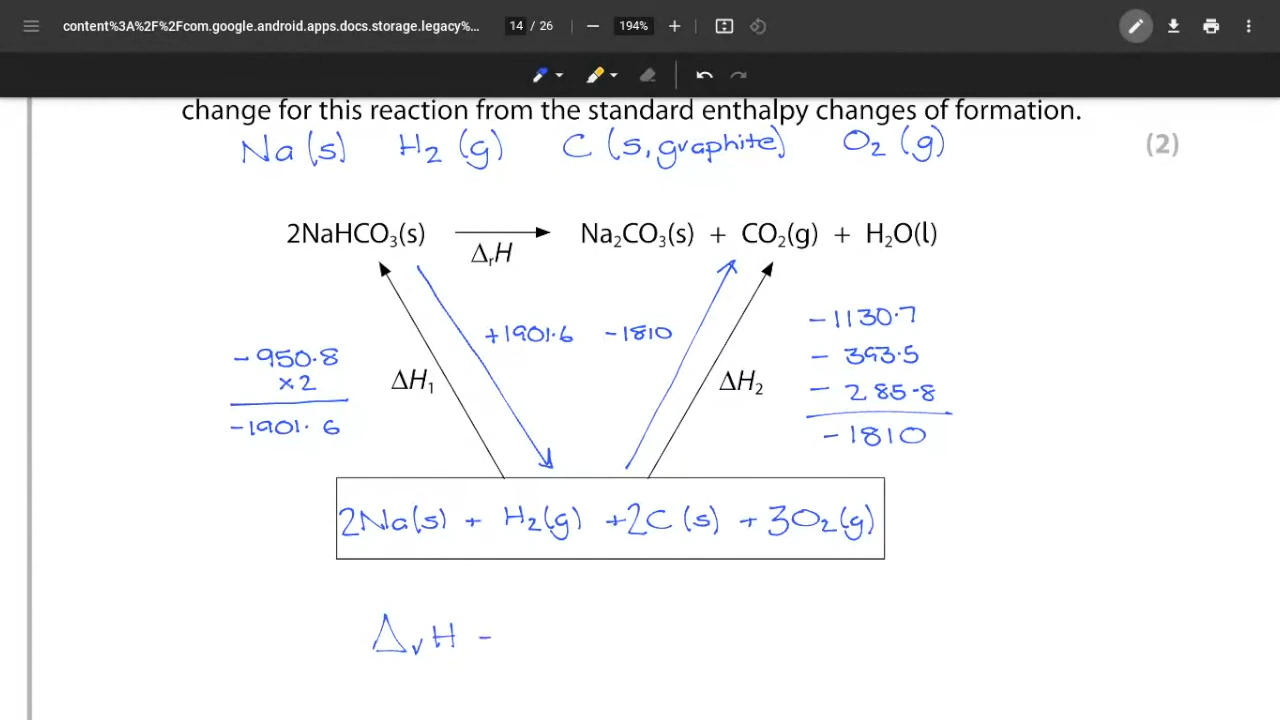 content%3A%2F%2Fcom.google.android.apps.docs.storage.legacy%... 14 / 26 194%
change for this reaction from the standard enthalpy changes of formation.
Na (s) H₂ (g) C (s, graphite) O₂ (g)
(2)
2NaHCO₃(s) Na₂CO₃(s) + CO₂(g) + H₂O(l)
ΔᵣH
+1901.6 -1810
-1130.7
- 393.5
- 285.8
-1810
-950.8
×2
-1901.6
ΔH₁ ΔH₂
2Na(s) + H₂(g) +2C (s) + 3O₂(g)
ΔᵣH -